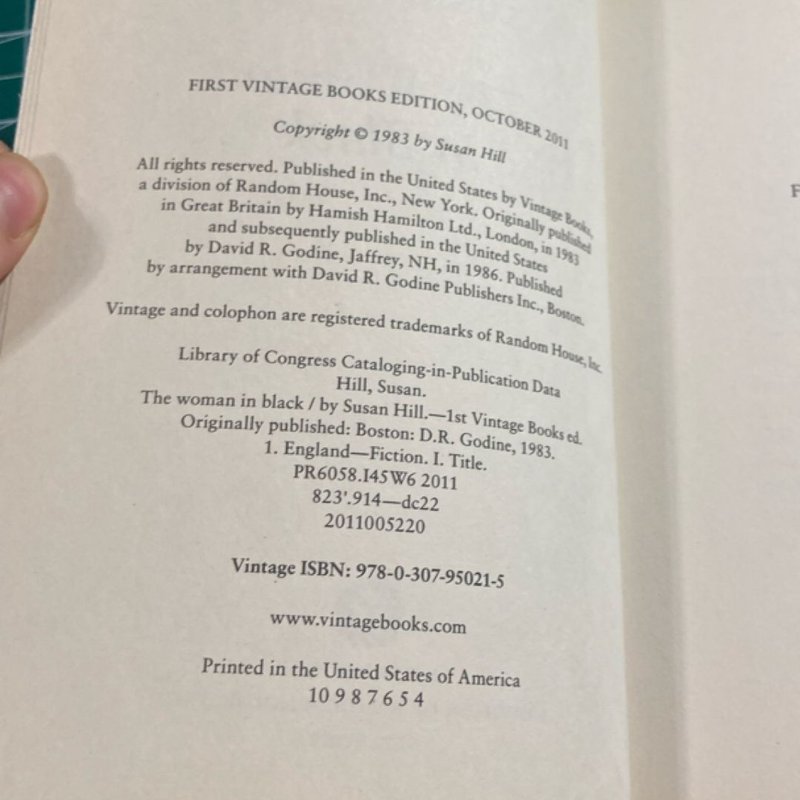 FIRST VINTAGE BOOKS EDITION, OCTOBER 2011
Copyright © 1983 by Susan Hill
All rights reserved. Published in the United States by Vintage Books,
a division of Random House, Inc., New York. Originally published
in Great Britain by Hamish Hamilton Ltd., London, in 1983
and subsequently published in the United States
by David R. Godine, Jaffrey, NH, in 1986. Published
by arrangement with David R. Godine Publishers Inc., Boston.
Vintage and colophon are registered trademarks of Random House, Inc.
Library of Congress Cataloging-in-Publication Data
Hill, Susan.
The woman in black / by Susan Hill.—1st Vintage Books ed.
Originally published: Boston: D.R. Godine, 1983.
1. England—Fiction. I. Title.
PR6058.I45W6 2011
823'.914—dc22
2011005220
Vintage ISBN: 978-0-307-95021-5
www.vintagebooks.com
Printed in the United States of America
10 9 8 7 6 5 4